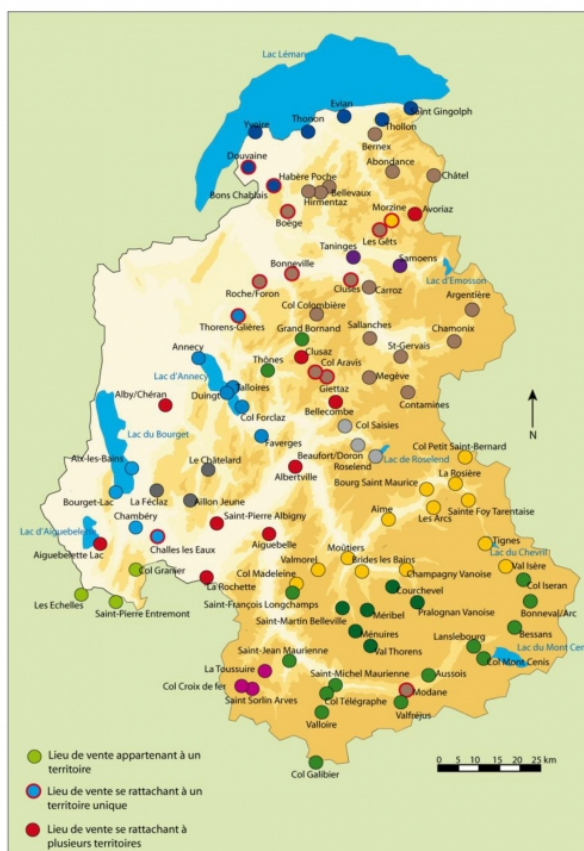 Lac Léman
Evian
Saint Gingolph
Thonon
Yvoire
Thollon
Bernex
Douvaine
Abondance
Habère Poche
Châtel
Bellevaux
Bons Chablais
Hirmentaz
Morzine
Avoriaz
Boëge
Les Gêts
Taninges
Samoens
Bonneville
Lac d'Emosson
Cluses
Roche/Foron
Carroz
Argentière
Col Colombière
Thorens-Glières
Sallanches
Grand Bornand
Chamonix
Annecy
St-Gervais
Clusaz
Thônes
Col Aravis
Lac d'Annecy
Talloires
Megève
Alby/Chéran
Duingt
Giettaz
Contamines
Bellecombe
Col Forclaz
Lac du Bourget
Col Saisies
Faverges
Col Petit Saint-Bernard
Beaufort/Doron
Aix-les-Bains
Le Châtelard
Roselend
Lac de Roselend
La Rosière
Albertville
Bourg Saint Maurice
Bourget-Lac
La Féclaz
Aillon Jeune
Sainte Foy Tarentaise
Les Arcs
Chambéry
Saint-Pierre Albigny
Aime
Lac d'Aiguebelette
Challes les Eaux
Aiguebelle
Tignes
Moûtiers
Lac du Chevril
Aiguebelette Lac
Valmorel
Brides les Bains
Val Isère
Col Granier
Col Madeleine
Champagny Vanoise
La Rochette
Courchevel
Col Iseran
Les Echelles
Saint-François Longchamps
Saint-Pierre Entremont
Méribel
Pralognan Vanoise
Bonneval/Arc
Saint-Martin Belleville
Ménuires
Bessans
Lanslebourg
Saint-Jean Maurienne
Val Thorens
Lac du Mont Cenis
Col Mont Cenis
La Toussuire
Saint-Michel Maurienne
Aussois
Col Croix de fer
Modane
Saint Sorlin Arves
Col Télégraphe
Valfréjus
Valloire
Col Galibier
N
0 5 10 15 20 25 km
Lieu de vente appartenant à un
territoire
Lieu de vente se rattachant à un
territoire unique
Lieu de vente se rattachant à
plusieurs territoires